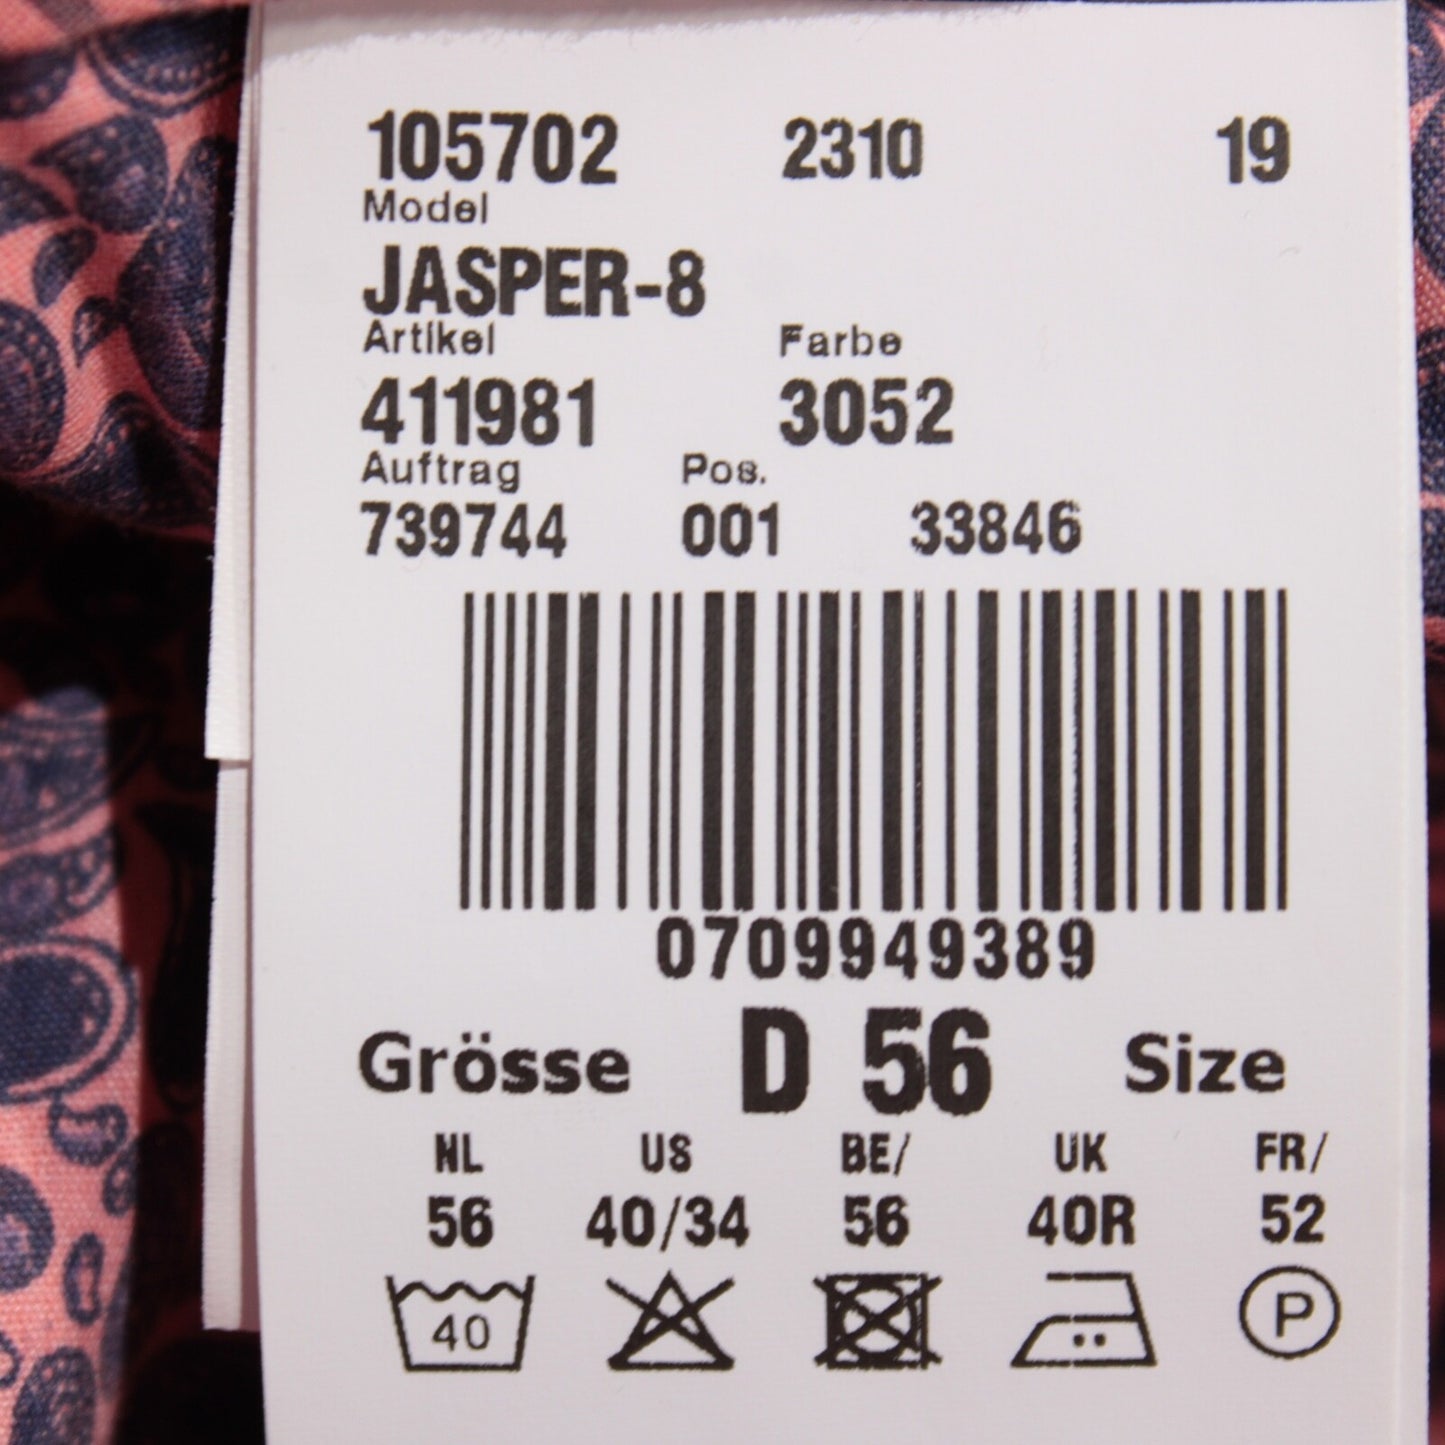 105702 2310 19
Model
JASPER-8
Artikel Farbe
411981 3052
Auftrag Pos.
739744 001 33846
0709949389
Grösse D 56 Size
NL US BE/ UK FR/
56 40/34 56 40R 52
40 P